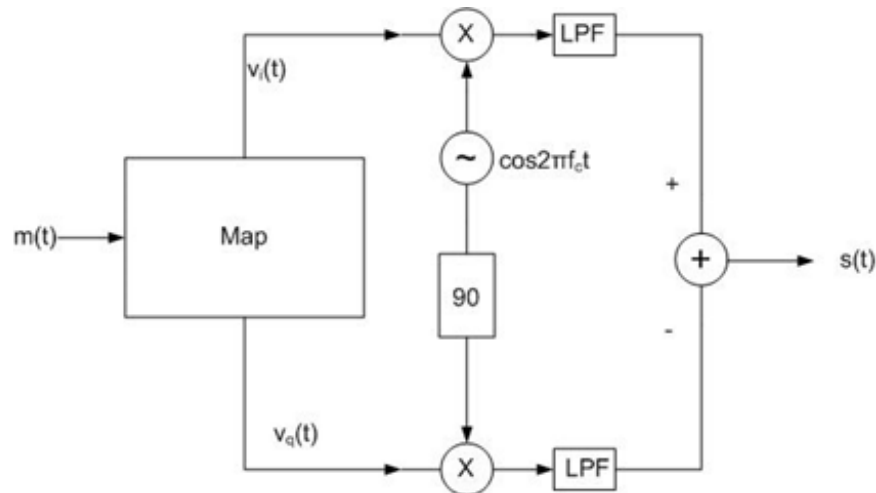 X
LPF
vᵢ(t)
~
cos2πf꜀t
+
m(t)
Map
+
s(t)
90
-
v_q(t)
X
LPF